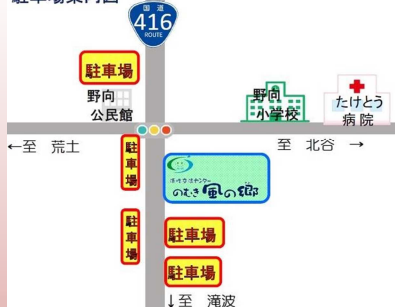 駐車場案内図
国道
416
ROUTE
駐車場
野向
公民館
野向
小学校
たけとう
病院
←至 荒土
至 北谷 →
駐車場
のむき風の郷
駐車場
駐車場
駐車場
↓至 滝波